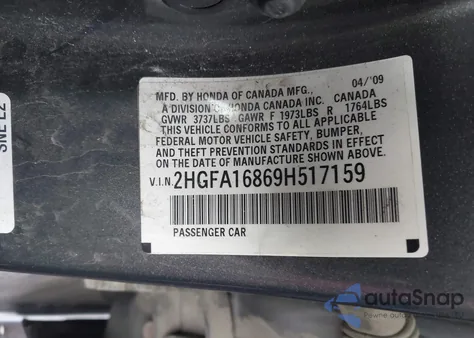 MFD. BY HONDA OF CANADA MFG., 04/'09
A DIVISION OF HONDA CANADA INC. CANADA
GVWR 3737LBS GAWR F 1973LBS R 1764LBS
THIS VEHICLE CONFORMS TO ALL APPLICABLE
FEDERAL MOTOR VEHICLE SAFETY, BUMPER,
AND THEFT PREVENTION STANDARDS IN EFFECT
ON THE DATE OF MANUFACTURE SHOWN ABOVE.
V.I.N. 2HGFA16869H517159
PASSENGER CAR
autoSnap